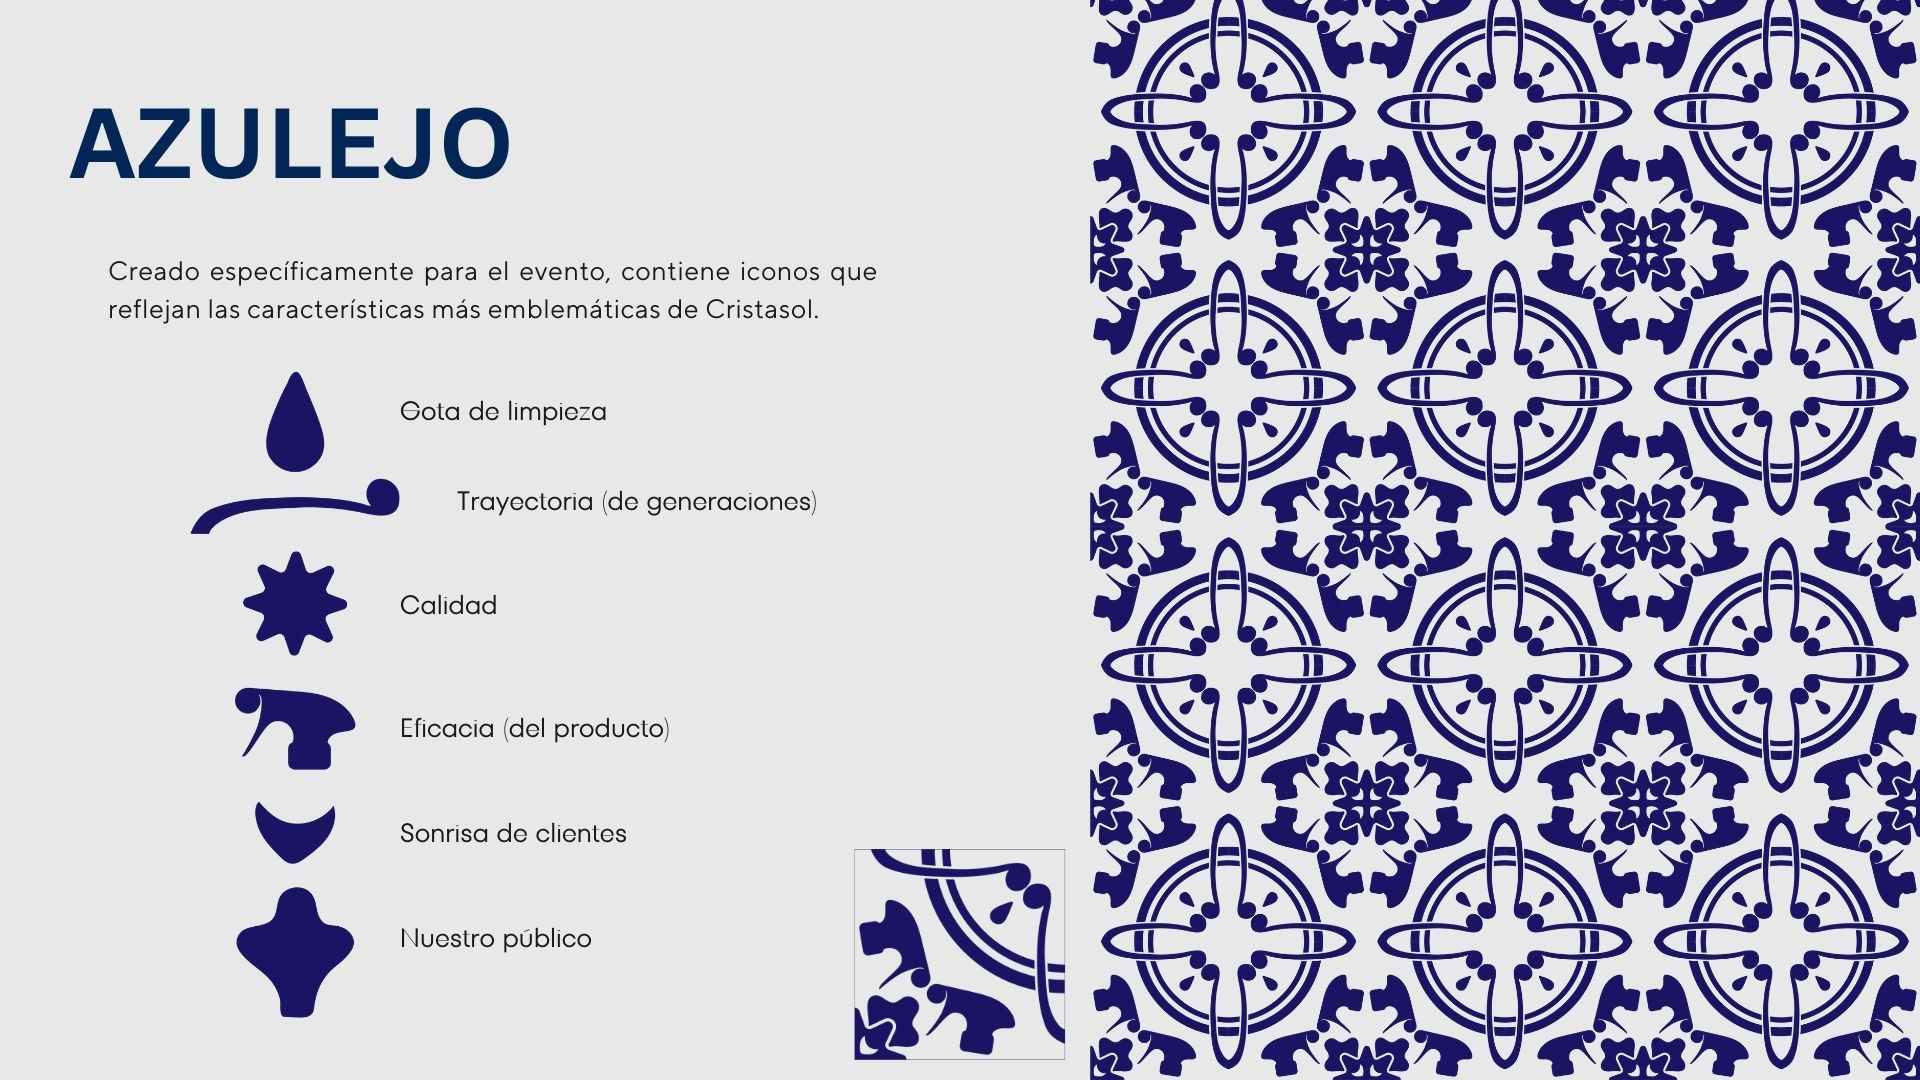 AZULEJO
Creado específicamente para el evento, contiene iconos que
reflejan las características más emblemáticas de Cristasol.
Gota de limpieza
Trayectoria (de generaciones)
Calidad
Eficacia (del producto)
Sonrisa de clientes
Nuestro público